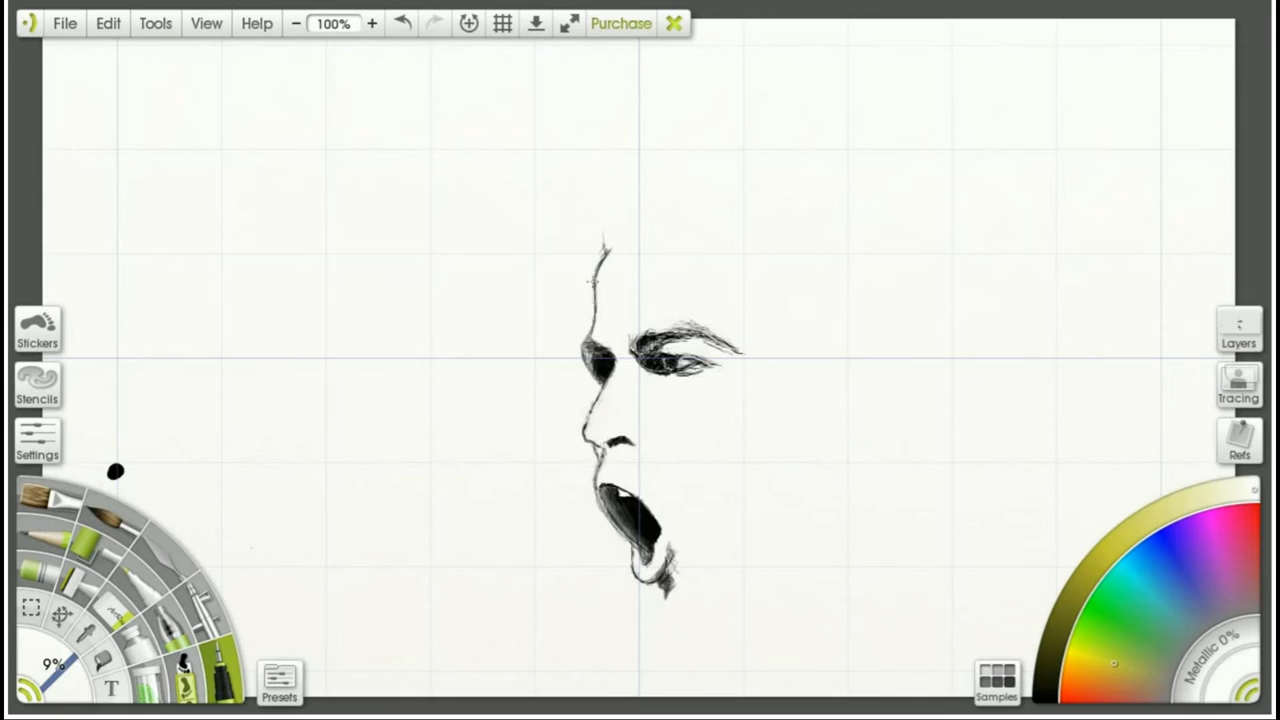 File Edit Tools View Help 100% Purchase
Stickers
Layers
Stencils
Tracing
Settings
Refs
9%
T
Presets
Samples
Metallic 0%